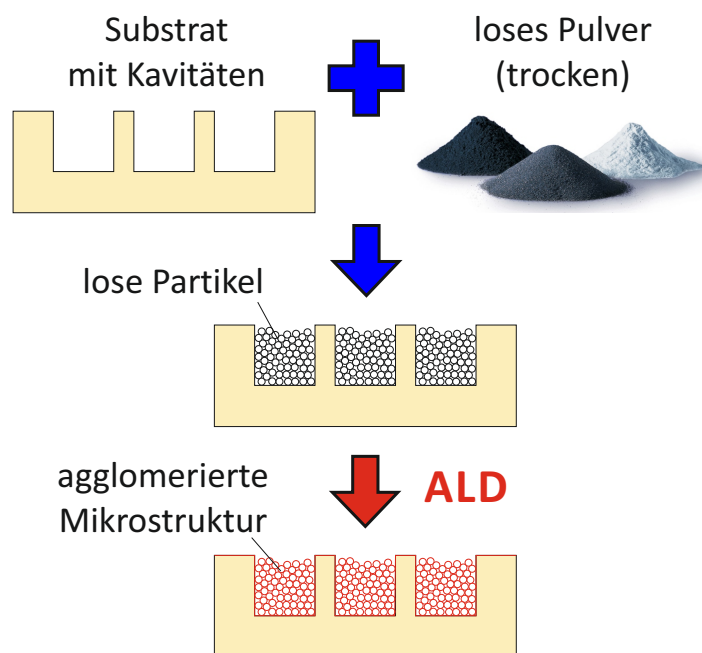 Substrat
mit Kavitäten
loses Pulver
(trocken)
lose Partikel
agglomerierte
Mikrostruktur
ALD